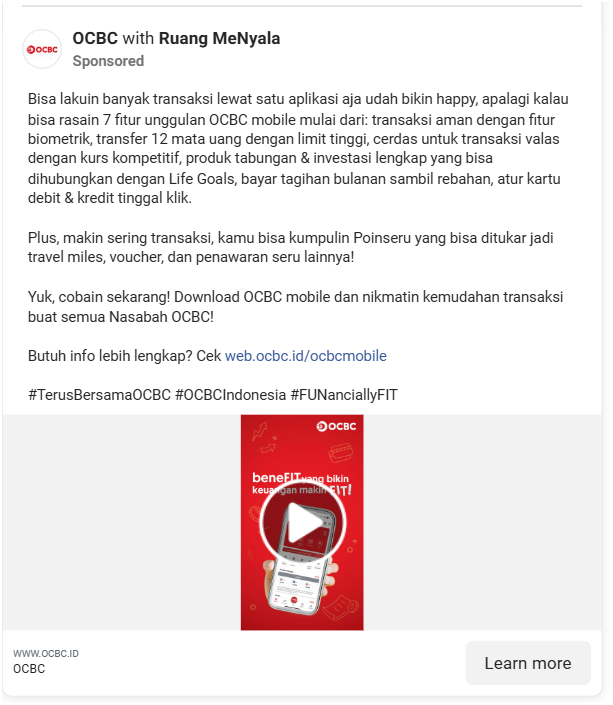 OCBC with Ruang MeNyala
Sponsored
OCBC
Bisa lakuin banyak transaksi lewat satu aplikasi aja udah bikin happy, apalagi kalau
bisa rasain 7 fitur unggulan OCBC mobile mulai dari: transaksi aman dengan fitur
biometrik, transfer 12 mata uang dengan limit tinggi, cerdas untuk transaksi valas
dengan kurs kompetitif, produk tabungan & investasi lengkap yang bisa
dihubungkan dengan Life Goals, bayar tagihan bulanan sambil rebahan, atur kartu
debit & kredit tinggal klik.
Plus, makin sering transaksi, kamu bisa kumpulin Poinseru yang bisa ditukar jadi
travel miles, voucher, dan penawaran seru lainnya!
Yuk, cobain sekarang! Download OCBC mobile dan nikmatin kemudahan transaksi
buat semua Nasabah OCBC!
Butuh info lebih lengkap? Cek web.ocbc.id/ocbcmobile
#TerusBersamaOCBC #OCBCIndonesia #FUNanciallyFIT
OCBC
beneFIT yang bikin
keuangan makin FIT!
WWW.OCBC.ID
OCBC
Learn more